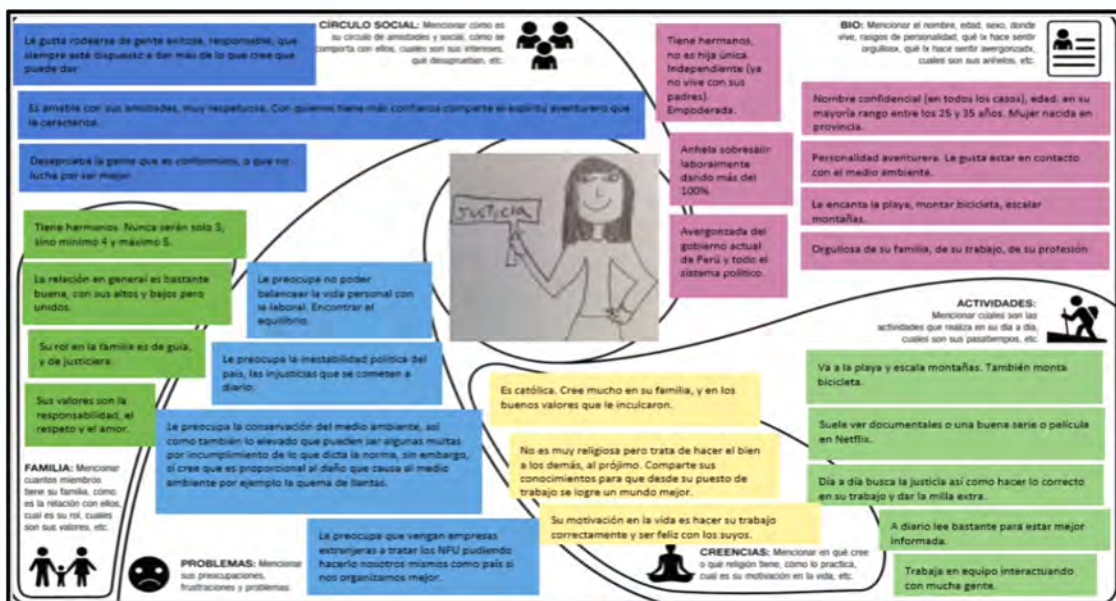 CÍRCULO SOCIAL: Mencionar como es
su círculo de amistades y social, cómo se
comporta con ellos, cuales son sus intereses,
qué desaprueban, etc.
Le gusta rodearse de gente exitosa, responsable, que
siempre esté dispuesto a dar más de lo que cree que
puede dar.
Es amable con sus amistades, muy respetuosa. Con quienes tiene más confianza comparte el espíritu aventurero que
le caracteriza.
Desaprueba la gente que es conformista, o que no
lucha por ser mejor.
BIO: Mencionar el nombre, edad, sexo, donde
vive, rasgos de personalidad, qué lx hace sentir
orgullosx, qué lx hace sentir avergonzadx,
cuales son sus anhelos, etc.
Tiene hermanos,
no es hija única.
Independiente (ya
no vive con sus
padres).
Empoderada.
Anhela sobresalir
laboralmente
dando más del
100%.
Avergonzada del
gobierno actual
de Perú y todo el
sistema político.
Nombre confidencial (en todos los casos), edad: en su
mayoría rango entre los 25 y 35 años. Mujer nacida en
provincia.
Personalidad aventurera. Le gusta estar en contacto
con el medio ambiente.
Le encanta la playa, montar bicicleta, escalar
montañas.
Orgullosa de su familia, de su trabajo, de su profesión
JUSTICIA
Tiene hermanos. Nunca serán solo 3,
sino mínimo 4 y máximo 5.
La relación en general es bastante
buena, con sus altos y bajos pero
unidos.
Su rol en la familia es de guía,
y de justiciera.
Sus valores son la
responsabilidad, el
respeto y el amor.
FAMILIA: Mencionar
cuantos miembros
tiene su familia, cómo
es la relación con ellos,
cual es su rol, cuales
son sus valores, etc.
Le preocupa no poder
balancear la vida personal con
la laboral. Encontrar el
equilibrio.
Le preocupa la inestabilidad política del
país, las injusticias que se cometen a
diario.
Le preocupa la conservación del medio ambiente, así
como también lo elevado que pueden ser algunas multas
por incumplimiento de lo que dicta la norma, sin embargo,
sí cree que es proporcional al daño que causa al medio
ambiente por ejemplo la quema de llantas.
Le preocupa que vengan empresas
extranjeras a tratar los NFU pudiendo
hacerlo nosotros mismos como país si
nos organizamos mejor.
PROBLEMAS: Mencionar
sus preocupaciones,
frustraciones y problemas.
Es católica. Cree mucho en su familia, y en los
buenos valores que le inculcaron.
No es muy religiosa pero trata de hacer el bien
a los demás, al prójimo. Comparte sus
conocimientos para que desde su puesto de
trabajo se logre un mundo mejor.
Su motivación en la vida es hacer su trabajo
correctamente y ser feliz con los suyos.
CREENCIAS: Mencionar en qué cree
o qué religión tiene, cómo lo practica,
cual es su motivación en la vida, etc.
ACTIVIDADES:
Mencionar cuales son las
actividades que realiza en su día a día,
cuales son sus pasatiempos, etc.
Va a la playa y escala montañas. También monta
bicicleta.
Suele ver documentales o una buena serie o película
en Netflix.
Día a día busca la justicia así como hacer lo correcto
en su trabajo y dar la milla extra.
A diario lee bastante para estar mejor
informada.
Trabaja en equipo interactuando
con mucha gente.